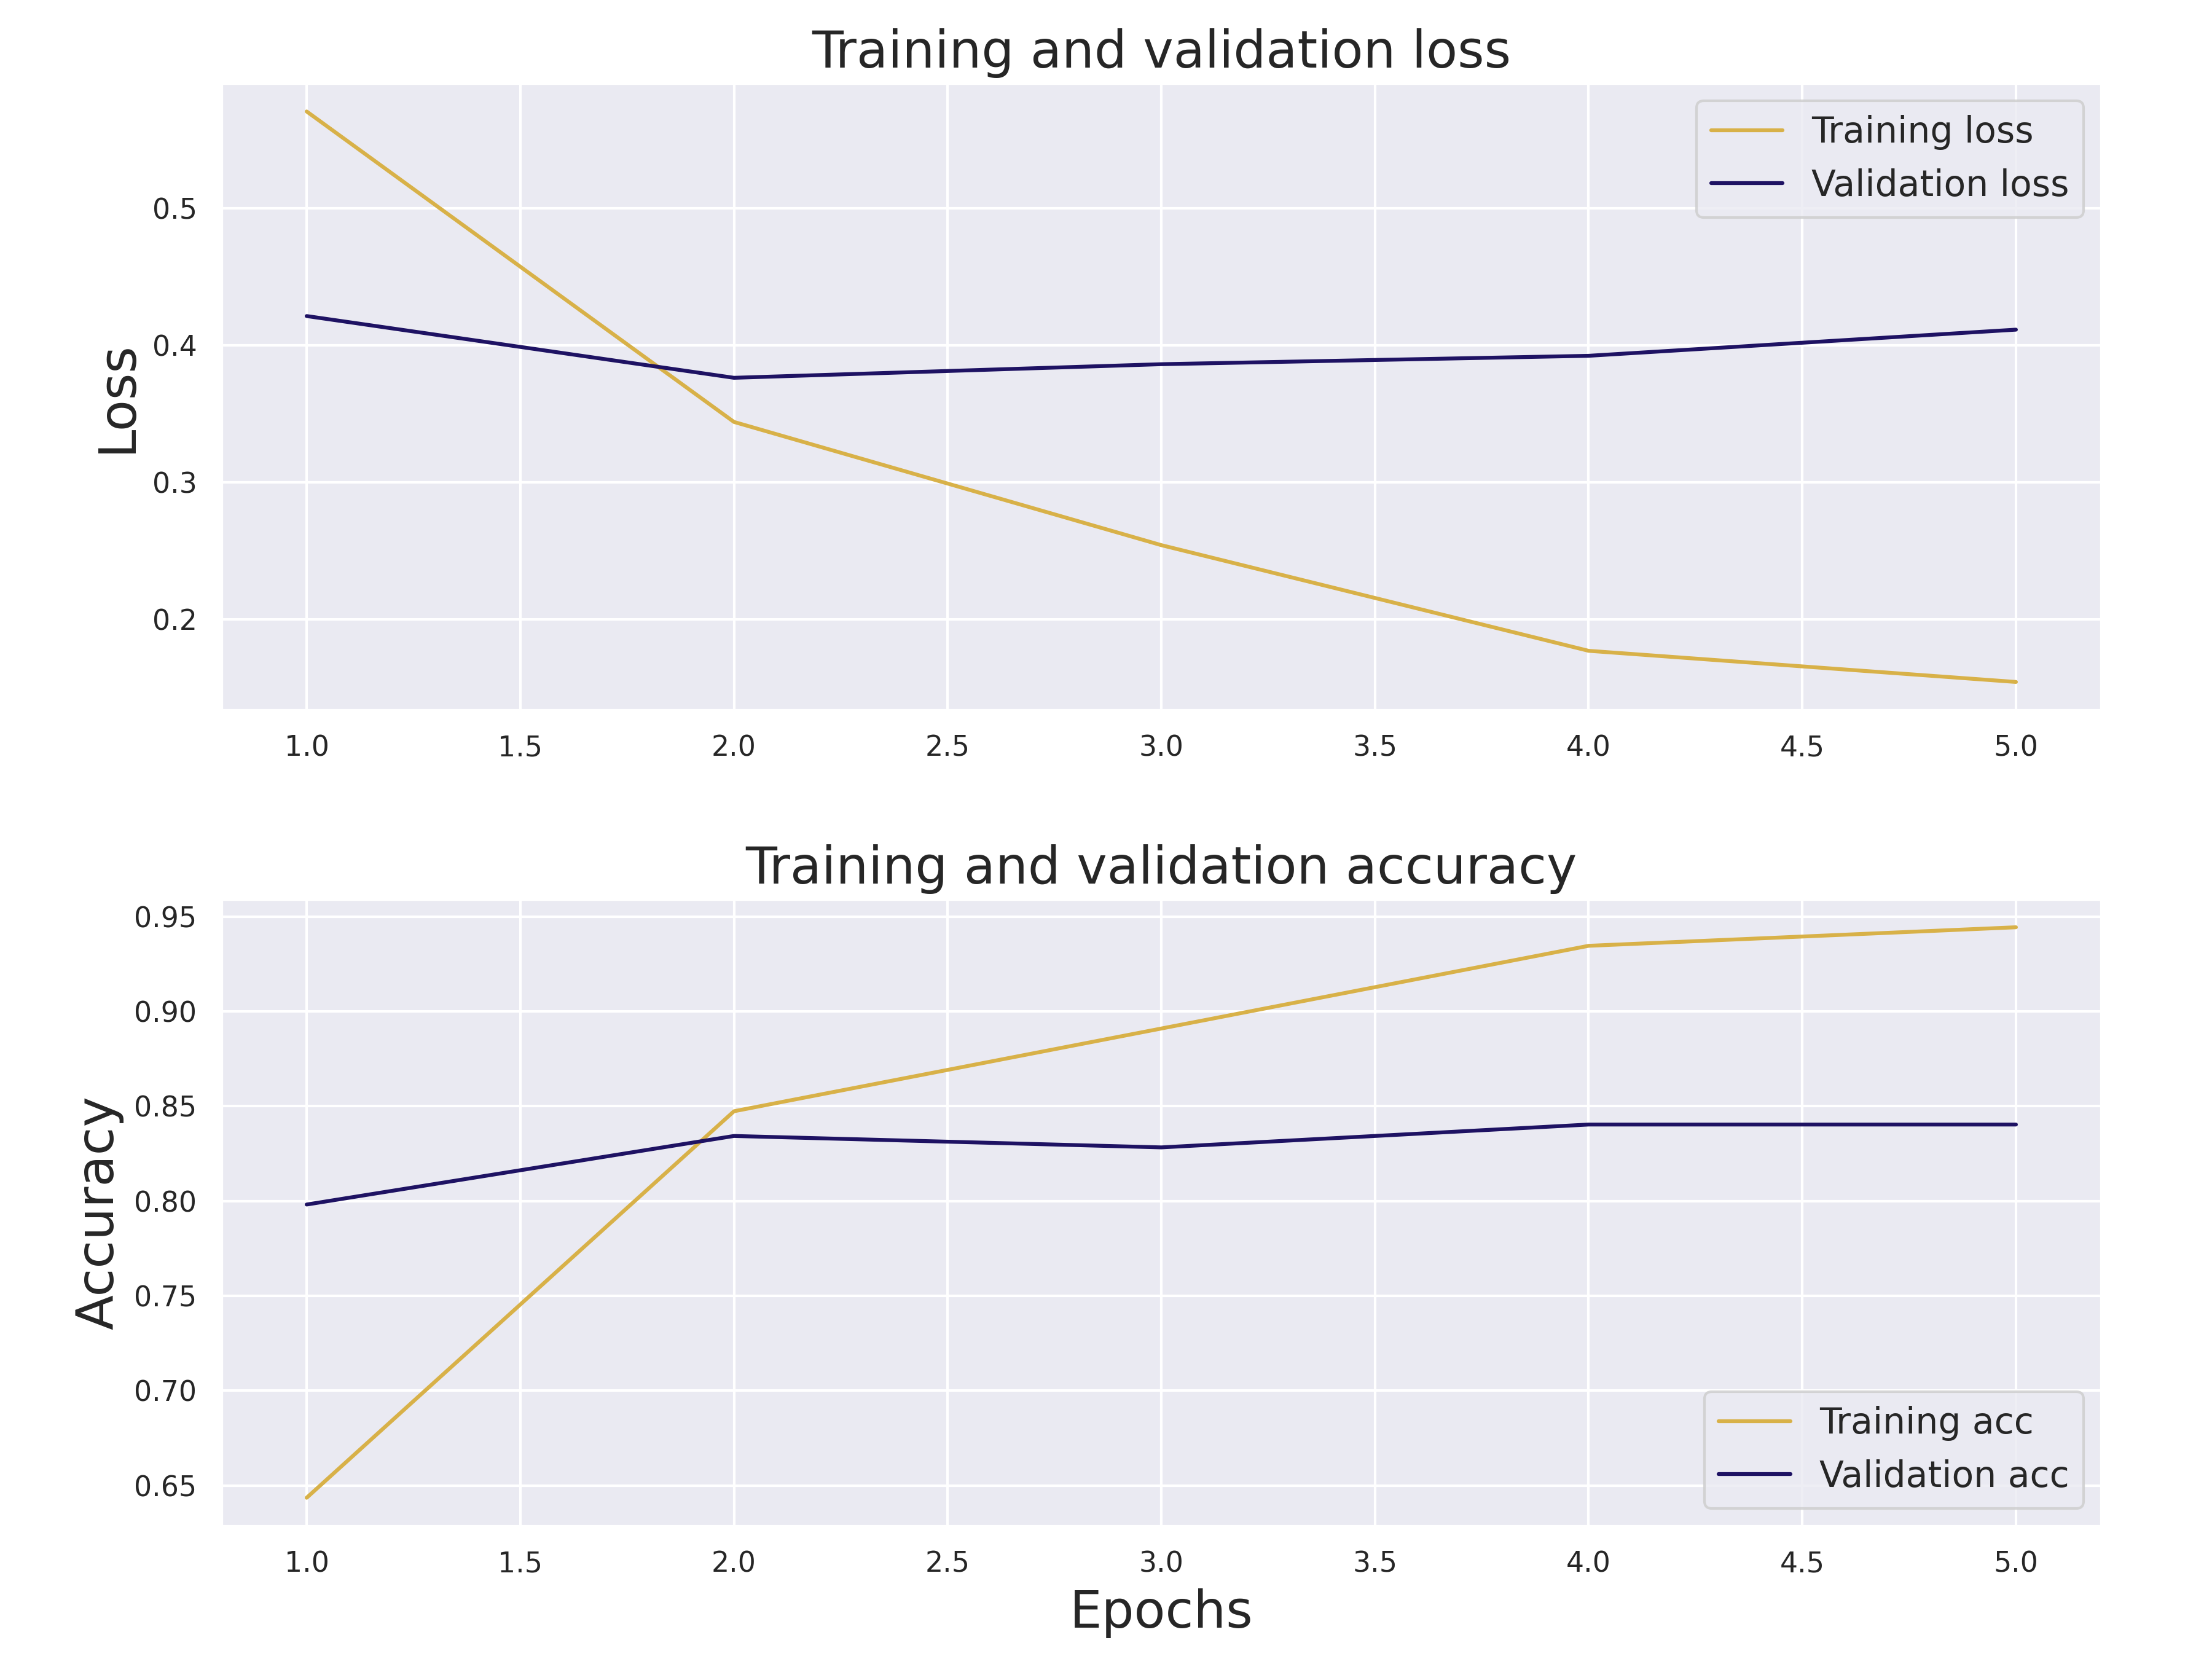 Training and validation loss
Training loss
Validation loss
Loss
0.5
0.4
0.3
0.2
1.0 1.5 2.0 2.5 3.0 3.5 4.0 4.5 5.0
Training and validation accuracy
Accuracy
0.95
0.90
0.85
0.80
0.75
0.70
0.65
Training acc
Validation acc
1.0 1.5 2.0 2.5 3.0 3.5 4.0 4.5 5.0
Epochs